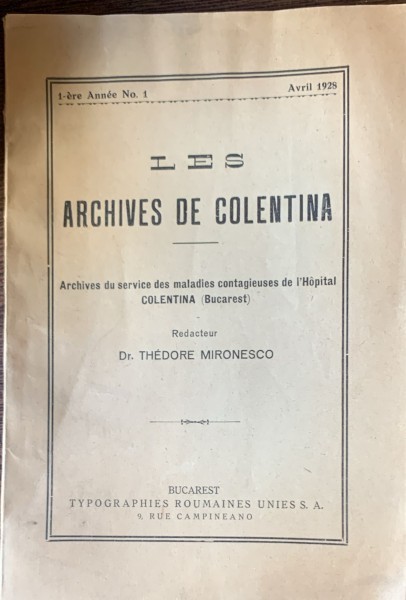 1-ère Année No. 1
Avril 1928
LES
ARCHIVES DE COLENTINA
Archives du service des maladies contagieuses de l'Hôpital
COLENTINA (Bucarest)
Redacteur
Dr. THÉDORE MIRONESCO
BUCAREST
TYPOGRAPHIES ROUMAINES UNIES S. A.
9, RUE CAMPINEANO